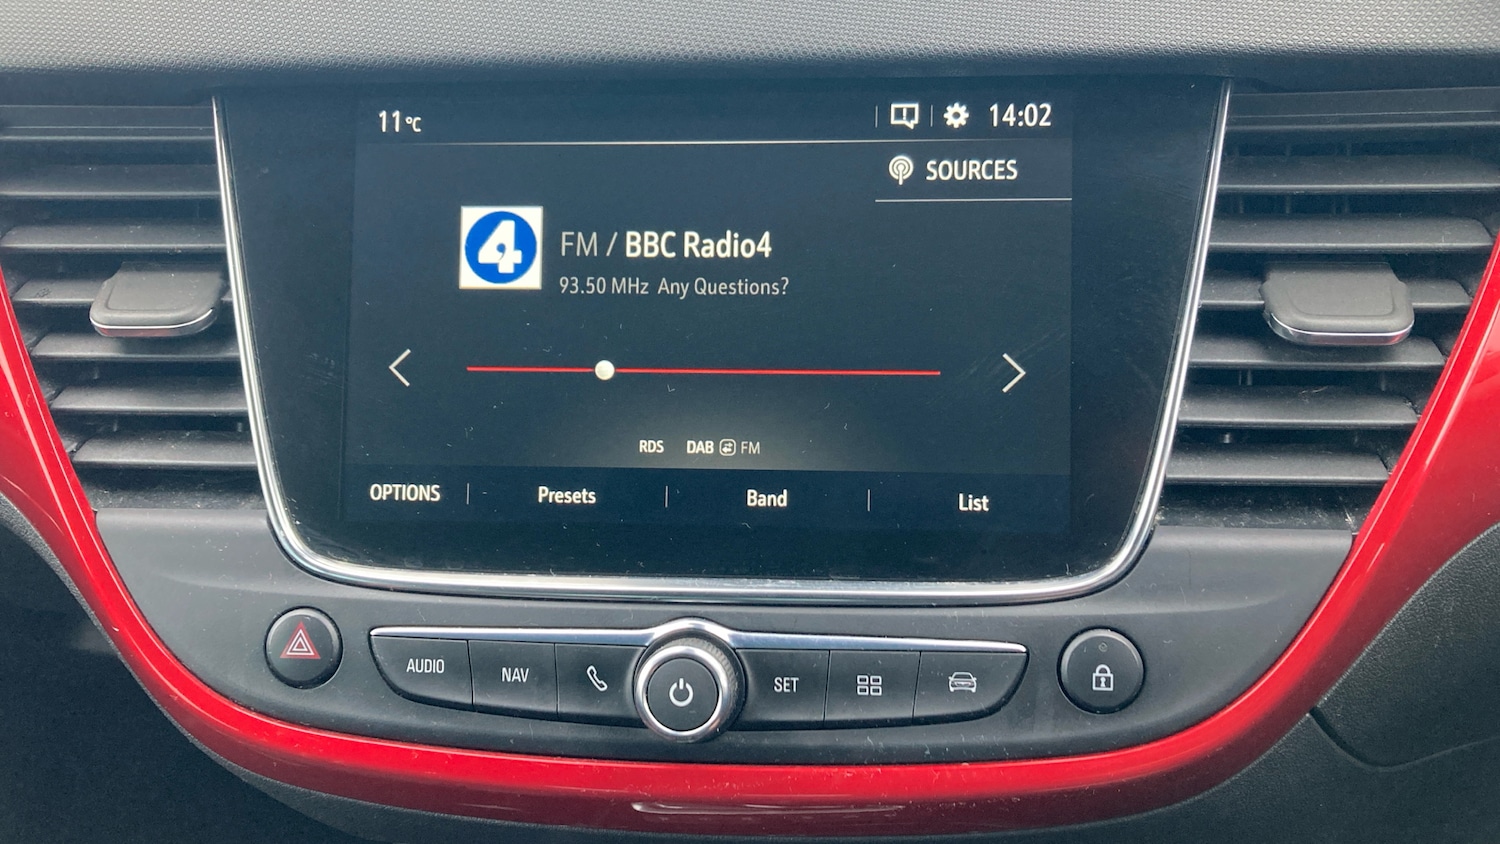 11°C
14:02
SOURCES
4
FM / BBC Radio4
93.50 MHz Any Questions?
RDS DAB FM
OPTIONS Presets Band List
AUDIO NAV SET